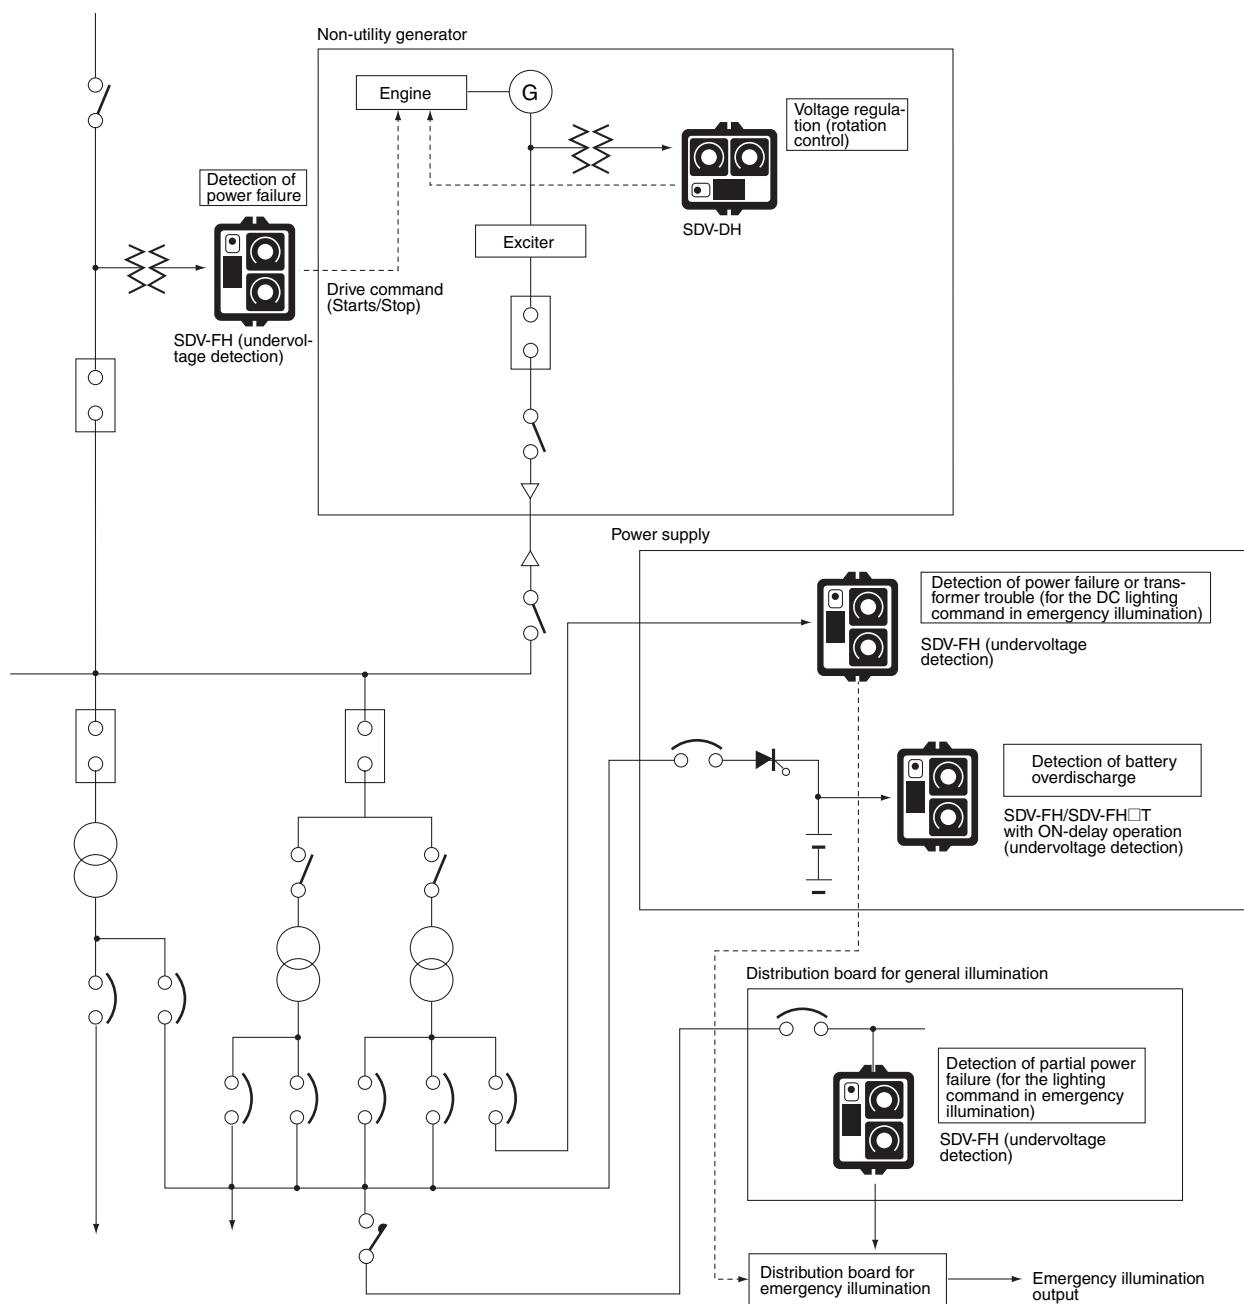 Non-utility generator
Engine
G
Voltage regula-
tion (rotation
control)
SDV-DH
Detection of
power failure
Exciter
Drive command
(Starts/Stop)
SDV-FH (undervol-
tage detection)
Power supply
Detection of power failure or trans-
former trouble (for the DC lighting
command in emergency illumination)
SDV-FH (undervoltage
detection)
Detection of battery
overdischarge
SDV-FH/SDV-FH□T
with ON-delay operation
(undervoltage detection)
Distribution board for general illumination
Detection of partial power
failure (for the lighting
command in emergency
illumination)
SDV-FH (undervoltage
detection)
Distribution board for
emergency illumination
Emergency illumination
output